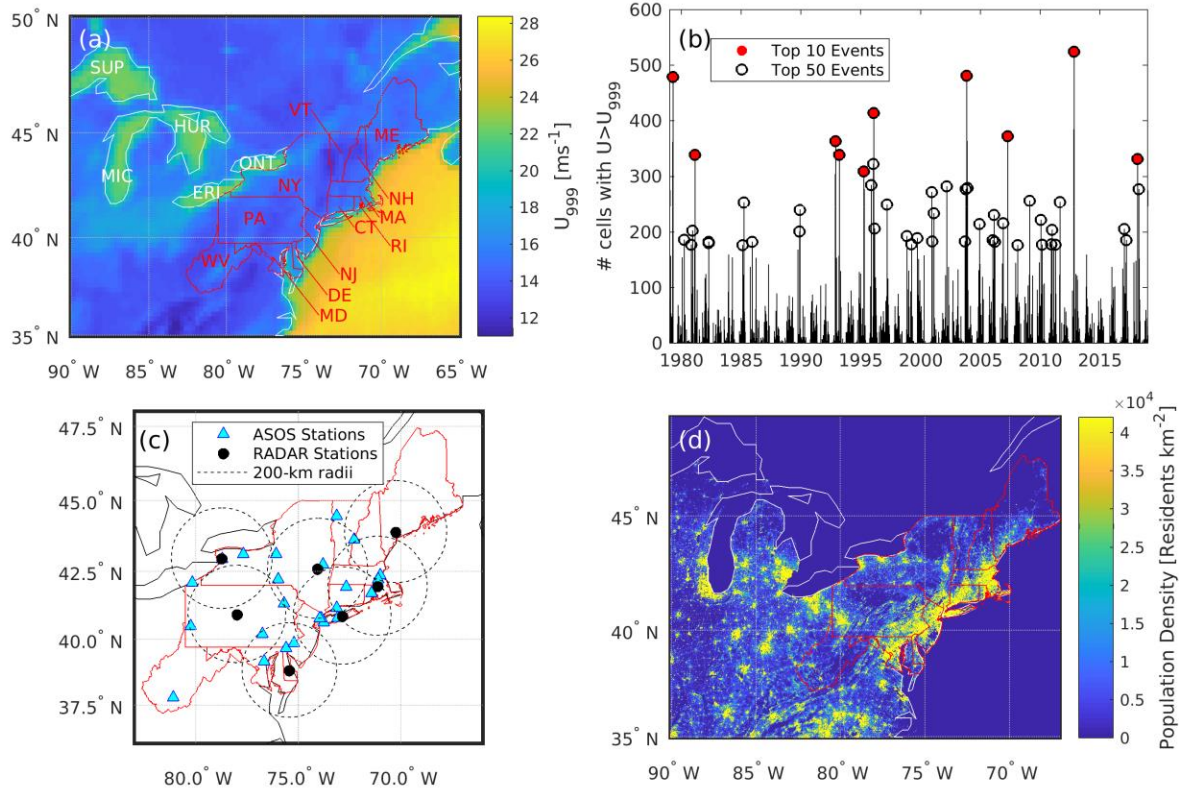 (a)
50° N
45° N
40° N
35° N
90° W 85° W 80° W 75° W 70° W 65° W
SUP
HUR
MIC
ONT
ERI
VT
ME
NY
NH
MA
CT
RI
PA
WV
NJ
DE
MD
28
26
24
22
20
18
16
14
12
U999 [ms-1]
(b)
Top 10 Events
Top 50 Events
# cells with U>U999
600
500
400
300
200
100
0
1980 1985 1990 1995 2000 2005 2010 2015
(c)
ASOS Stations
RADAR Stations
200-km radii
47.5° N
45.0° N
42.5° N
40.0° N
37.5° N
80.0° W 75.0° W 70.0° W
(d)
45° N
40° N
35° N
90° W 85° W 80° W 75° W 70° W
×10⁴
4
3.5
3
2.5
2
1.5
1
0.5
0
Population Density [Residents km-2]